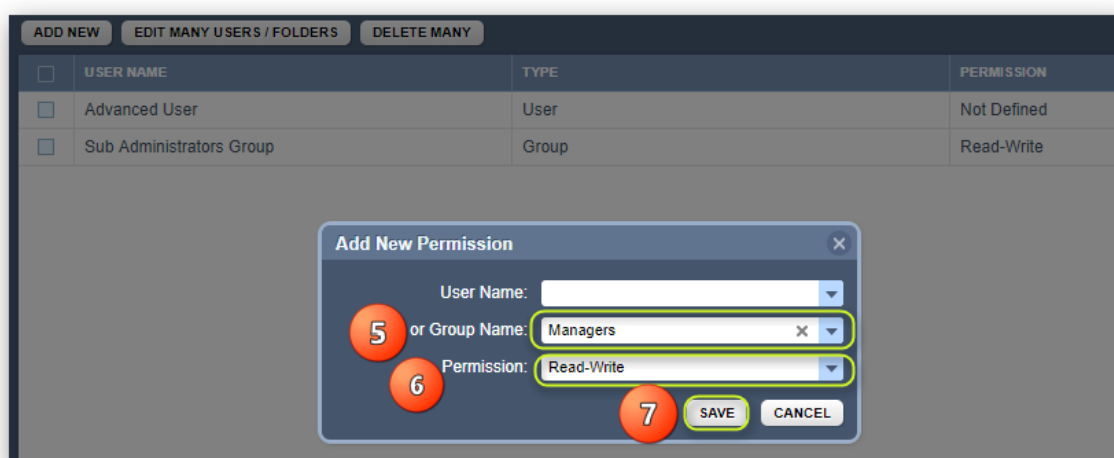 ADD NEW EDIT MANY USERS / FOLDERS DELETE MANY
USER NAME TYPE PERMISSION
Advanced User User Not Defined
Sub Administrators Group Group Read-Write
Add New Permission
User Name:
5 or Group Name: Managers
6 Permission: Read-Write
7 SAVE CANCEL